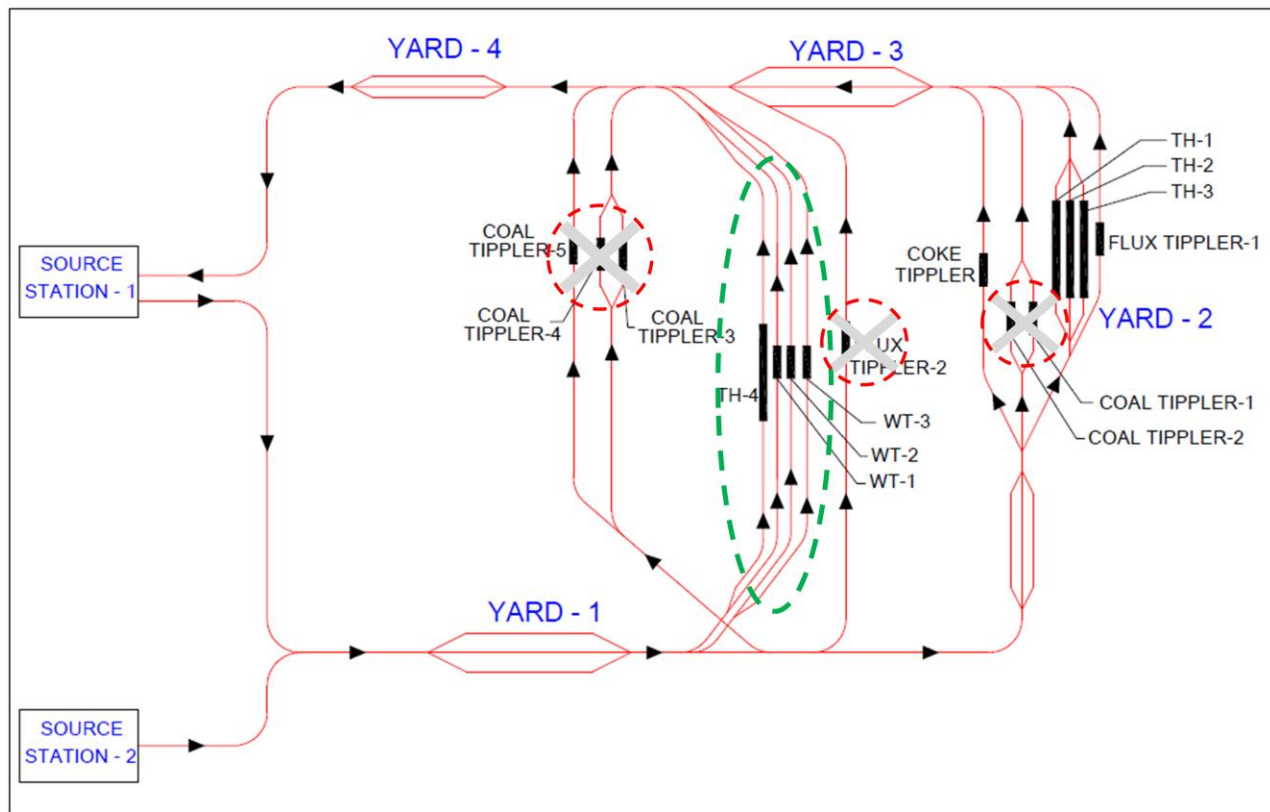 YARD - 4
YARD - 3
TH-1
TH-2
TH-3
FLUX TIPPLER-1
COAL
TIPPLER-5
COKE
TIPPLER
SOURCE
STATION - 1
COAL
TIPPLER-4
COAL
TIPPLER-3
YARD - 2
UX
TIPPLER-2
TH-4
COAL TIPPLER-1
COAL TIPPLER-2
WT-3
WT-2
WT-1
YARD - 1
SOURCE
STATION - 2